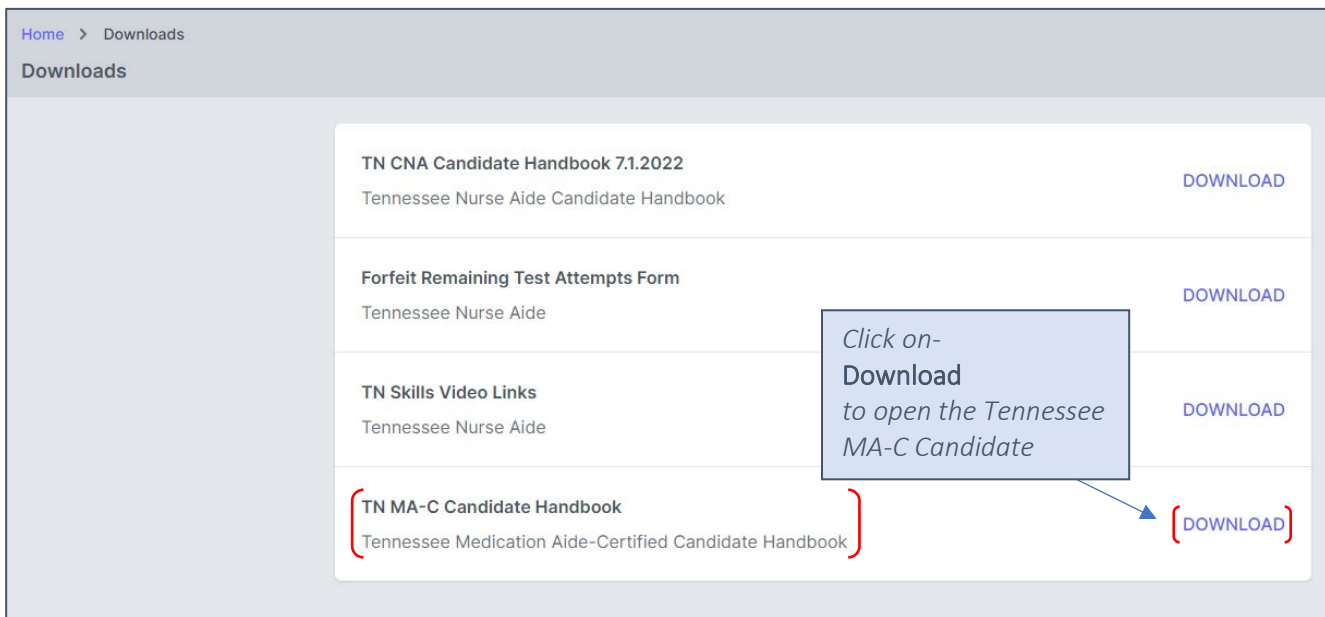 Home > Downloads
Downloads
TN CNA Candidate Handbook 7.1.2022
Tennessee Nurse Aide Candidate Handbook
DOWNLOAD
Forfeit Remaining Test Attempts Form
Tennessee Nurse Aide
DOWNLOAD
Click on-
Download
to open the Tennessee
MA-C Candidate
TN Skills Video Links
Tennessee Nurse Aide
DOWNLOAD
TN MA-C Candidate Handbook
Tennessee Medication Aide-Certified Candidate Handbook
DOWNLOAD